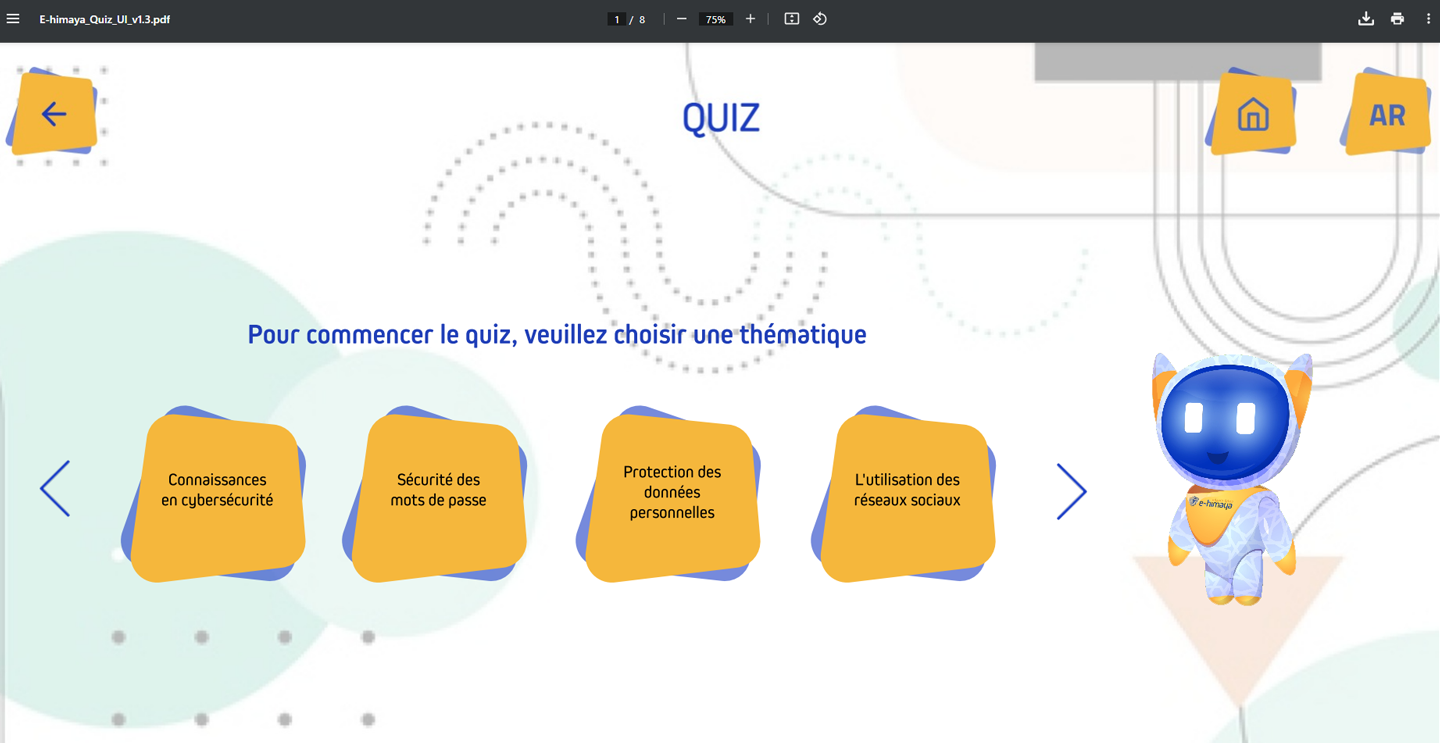 E-himaya_Quiz_UI_v1.3.pdf
1 / 8
75%
QUIZ
AR
Pour commencer le quiz, veuillez choisir une thématique
Connaissances
en cybersécurité
Sécurité des
mots de passe
Protection des
données
personnelles
L'utilisation des
réseaux sociaux
e-himaya